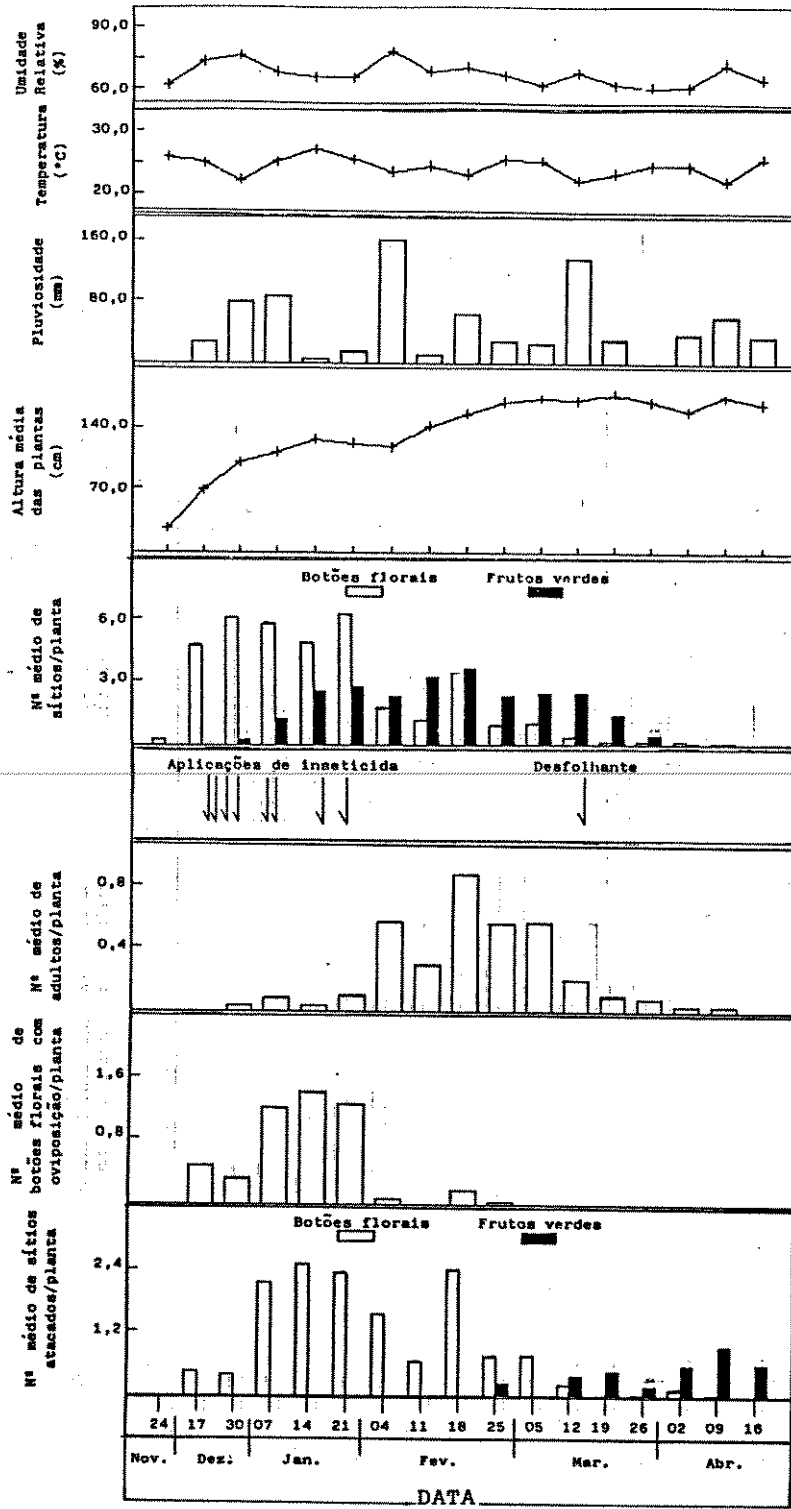 Umidade
Relativa
(%)
90,0
60,0
Temperatura
(°C)
30,0
20,0
Pluviosidade
(mm)
160,0
80,0
Altura média
das plantas
(cm)
140,0
70,0
Botões florais Frutos verdes
Nº médio de
sítios/planta
6,0
3,0
Aplicações de inseticida Desfolhante
Nº médio de
adultos/planta
0,8
0,4
Nº médio de
botões florais com
oviposição/planta
1,6
0,8
Botões florais Frutos verdes
Nº médio de sítios
atacados/planta
2,4
1,2
24 17 30 07 14 21 04 11 18 25 05 12 19 26 02 09 16
Nov. Dez. Jan. Fev. Mar. Abr.
DATA